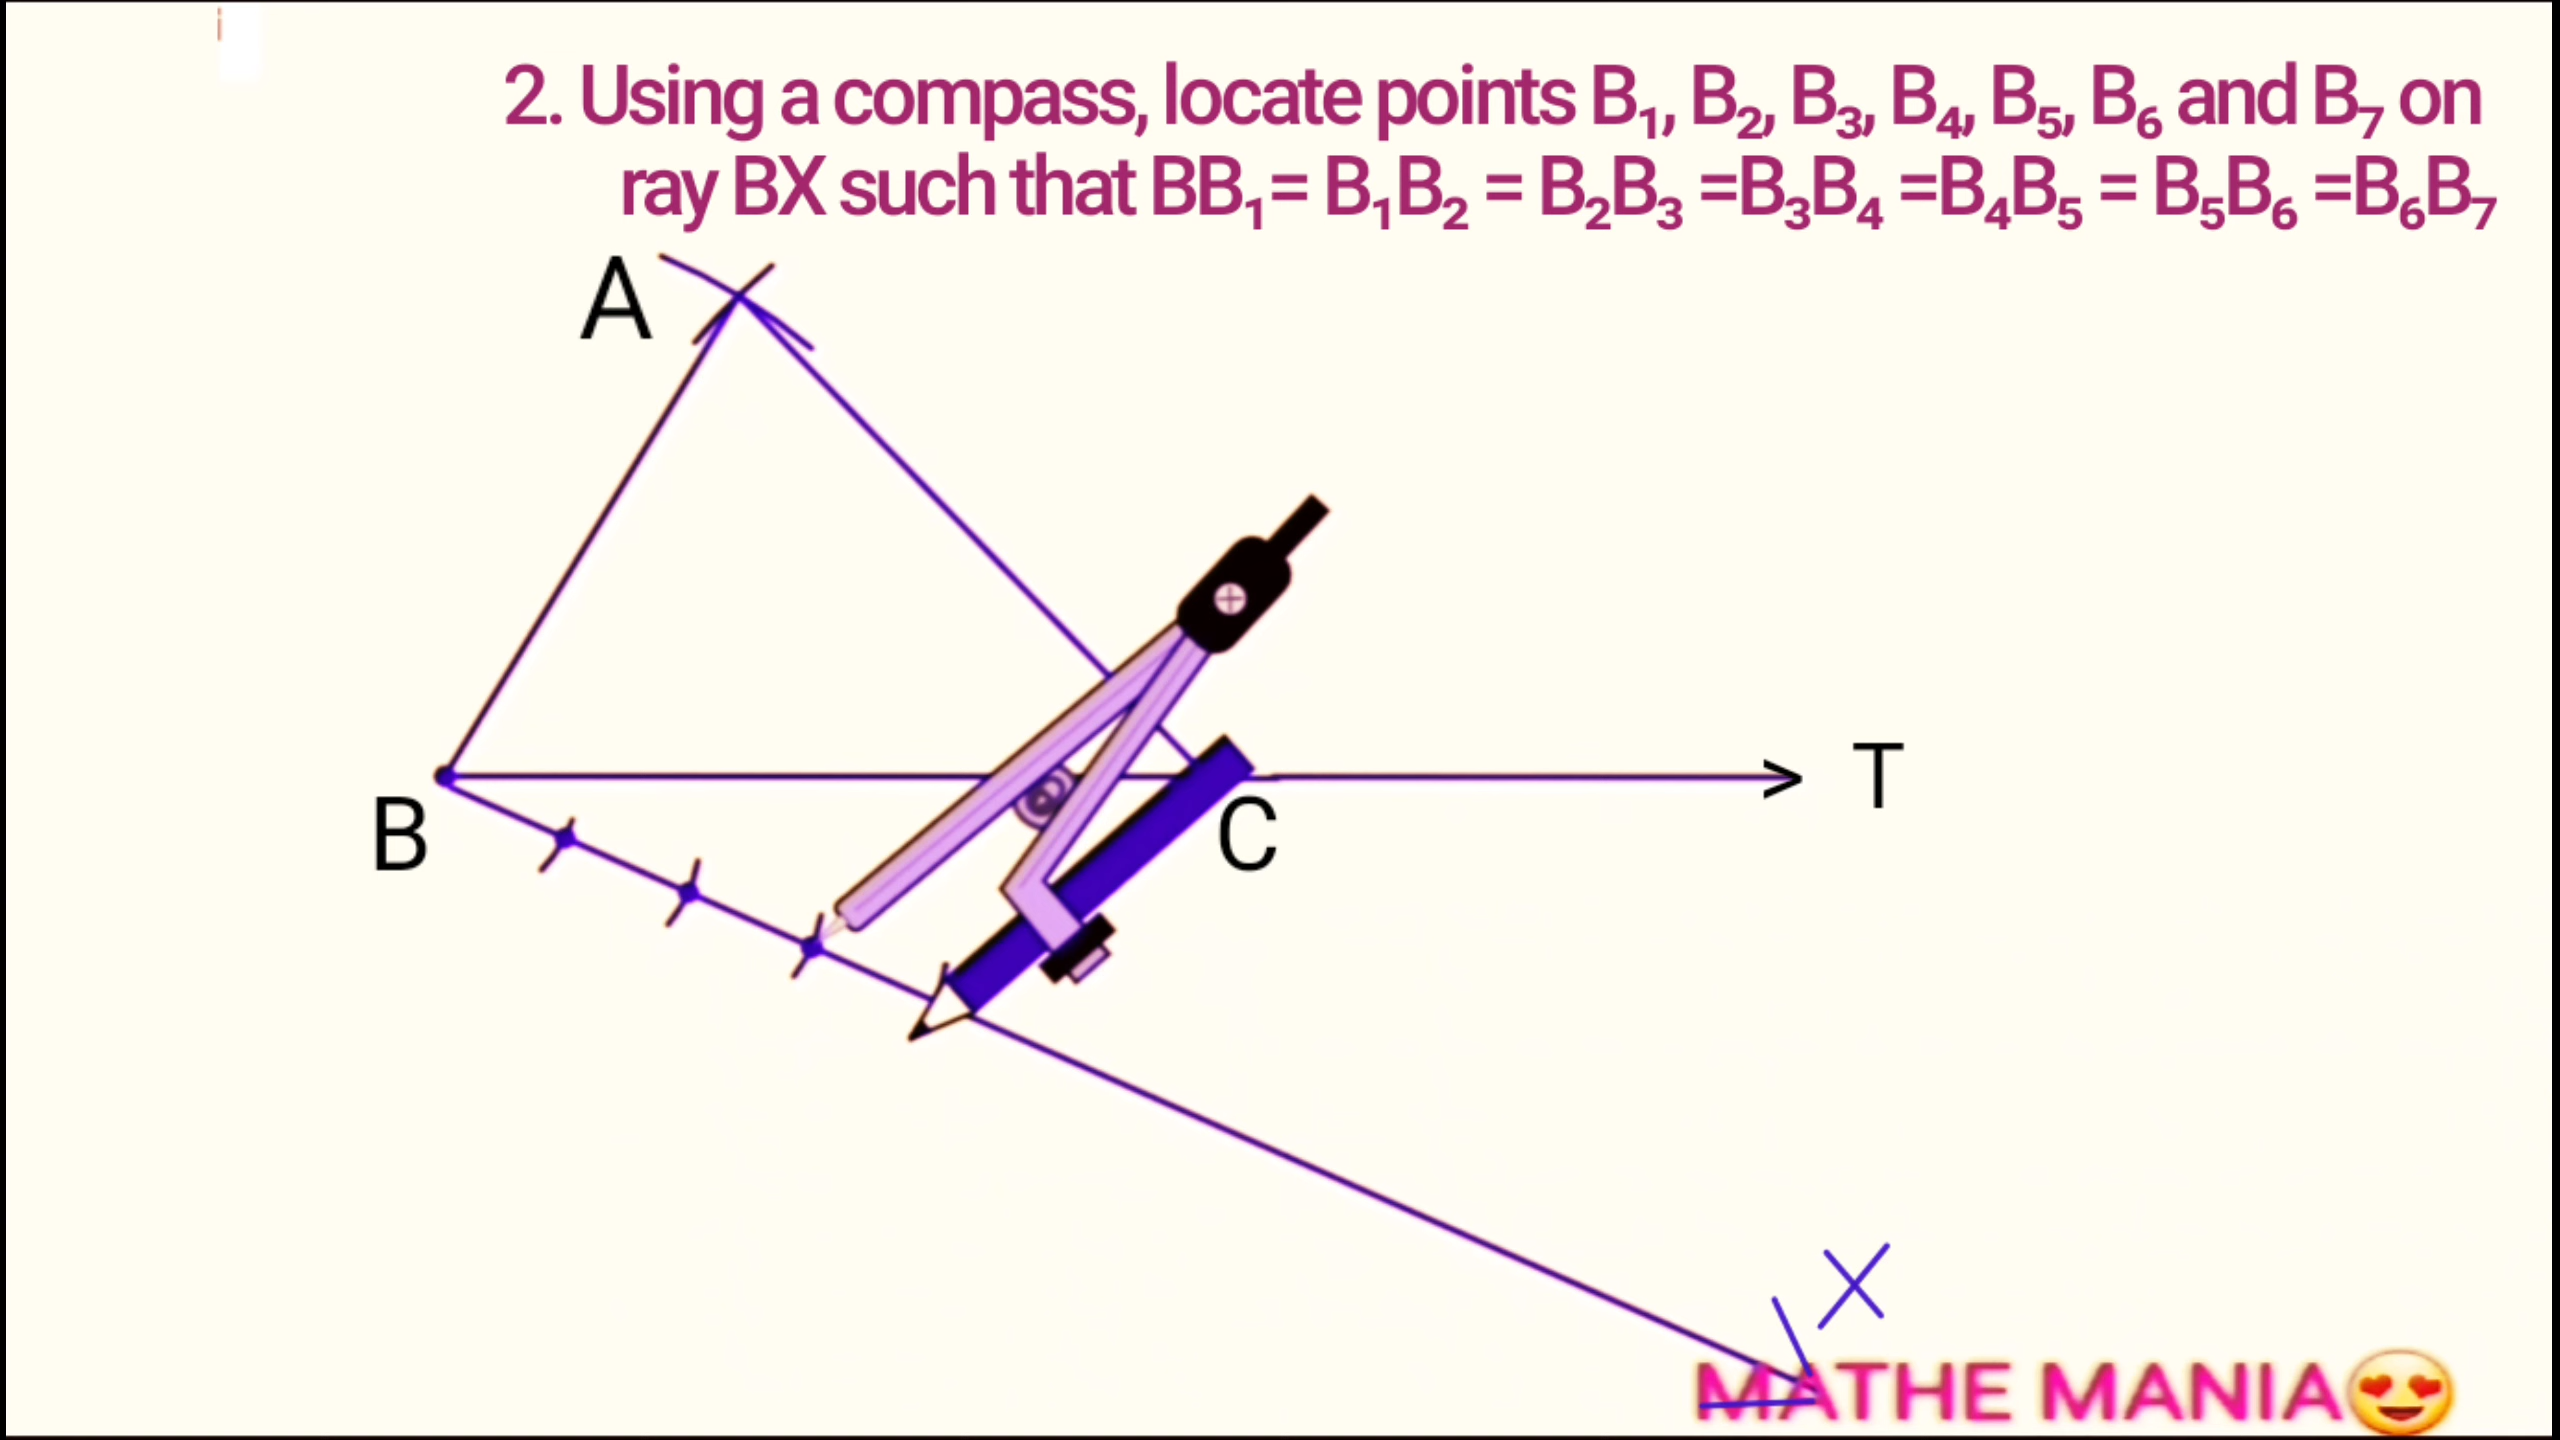 2. Using a compass, locate points B₁, B₂, B₃, B₄, B₅, B₆ and B₇ on
ray BX such that BB₁= B₁B₂ = B₂B₃ =B₃B₄ =B₄B₅ = B₅B₆ =B₆B₇
A
> T
B
C
X
MATHE MANIA😍